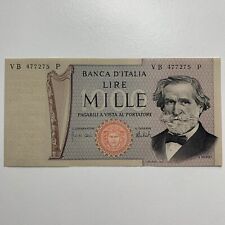 VB 477275 P
VB 477275 P
BANCA D'ITALIA
LIRE
MILLE
PAGABILI A VISTA AL PORTATORE